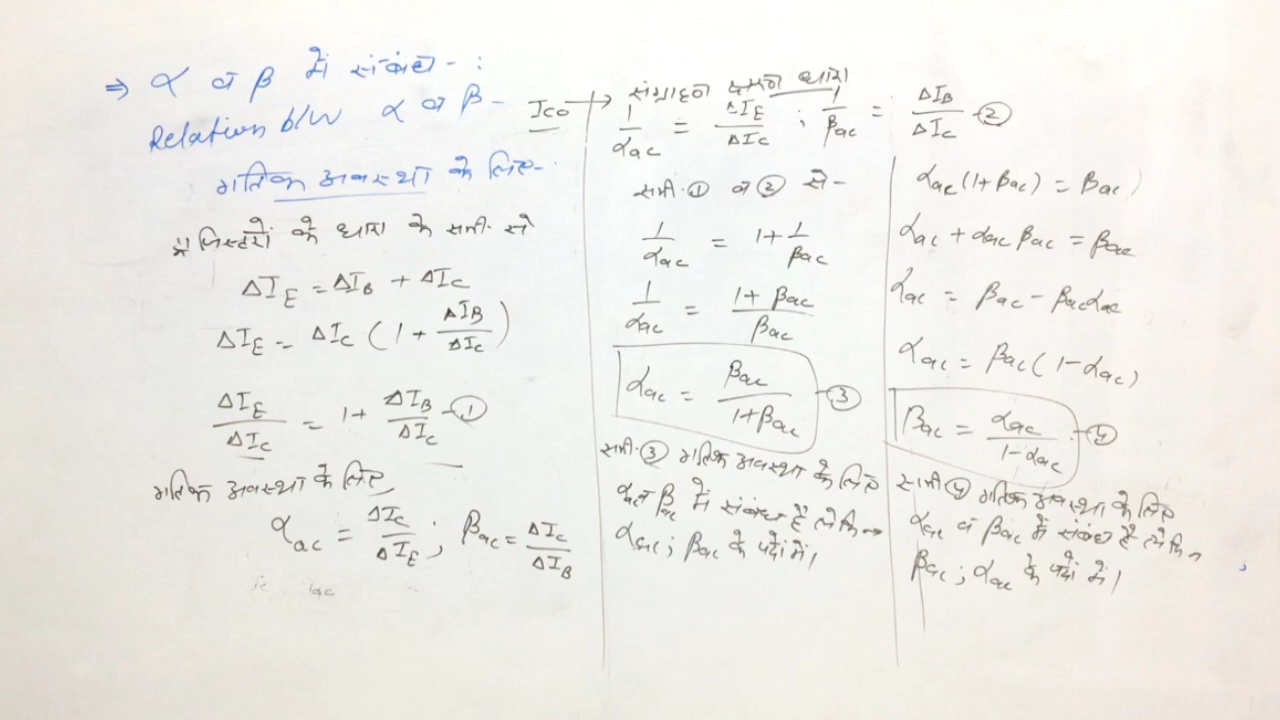 ⇒ α व β में संबंध - :
Relation b/w α व β -
गतिक अवस्था के लिए -
ट्रांजिस्टरों के धारा के समी. से
ΔI_E = ΔI_B + ΔI_C
ΔI_E = ΔI_C (1 + ΔI_B/ΔI_C)
ΔI_E/ΔI_C = 1 + ΔI_B/ΔI_C - ①
गतिक अवस्था के लिए
α_ac = ΔI_C/ΔI_E ; β_ac = ΔI_C/ΔI_B
I_CO → संग्राहक धारा
1/α_ac = ΔI_E/ΔI_C ; 1/β_ac = ΔI_B/ΔI_C - ②
समी. ① व ② से -
1/α_ac = 1 + 1/β_ac
1/α_ac = (1 + β_ac)/β_ac
α_ac = β_ac/(1 + β_ac) - ③
समी. ③ गतिक अवस्था के लिए
α_ac व β_ac में संबंध है लेकिन
α_ac ; β_ac के पदों में।
α_ac (1 + β_ac) = β_ac
α_ac + α_ac β_ac = β_ac
α_ac = β_ac - β_ac α_ac
α_ac = β_ac (1 - α_ac)
β_ac = α_ac/(1 - α_ac) - ④
समी ④ गतिक अवस्था के लिए
α_ac व β_ac में संबंध है लेकिन
β_ac ; α_ac के पदों में।